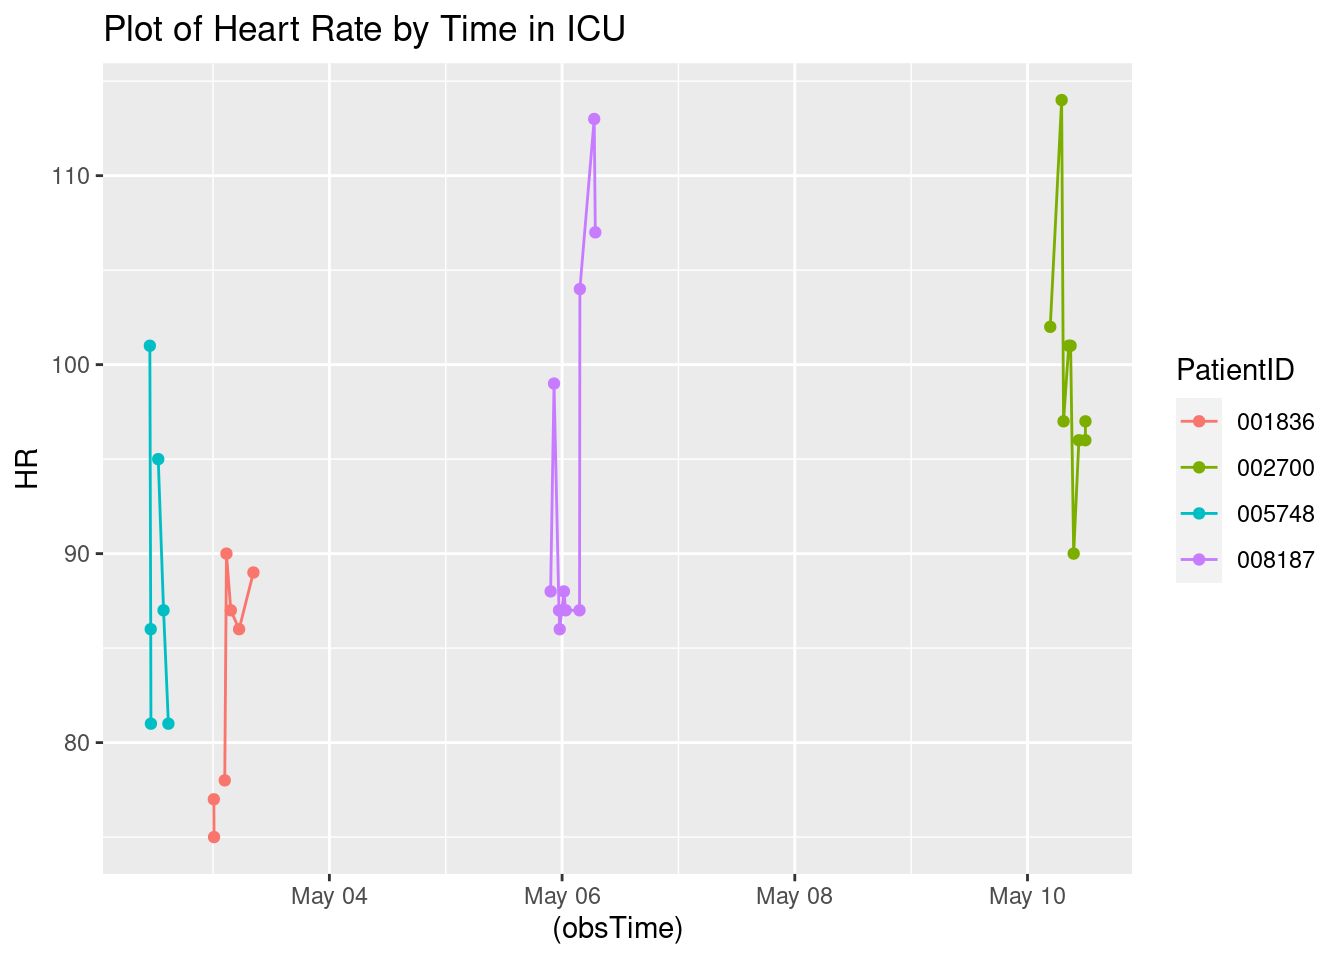 Plot of Heart Rate by Time in ICU
110
100
90
80
HR
May 04
May 06
May 08
May 10
(obsTime)
PatientID
001836
002700
005748
008187